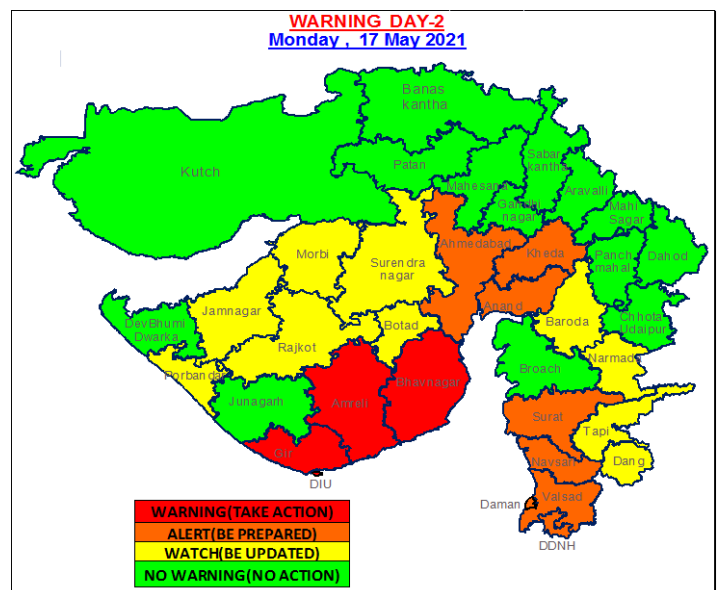 WARNING DAY-2
Monday , 17 May 2021
Banas
kantha
Kutch
Patan
Sabar
kantha
Mahesana
Aravalli
Gandhi
nagar
Mahi
Sagar
Ahmedabad
Morbi
Kheda
Panch
mahal
Dahod
Surendra
nagar
Anand
Jamnagar
Baroda
Chhota
Udaipur
DevBhumi
Dwarka
Botad
Rajkot
Narmada
Porbandar
Broach
Bhavnagar
Junagarh
Amreli
Surat
Tapi
Gir
Navsari
Dang
DIU
Valsad
Daman
DDNH
WARNING(TAKE ACTION)
ALERT(BE PREPARED)
WATCH(BE UPDATED)
NO WARNING(NO ACTION)